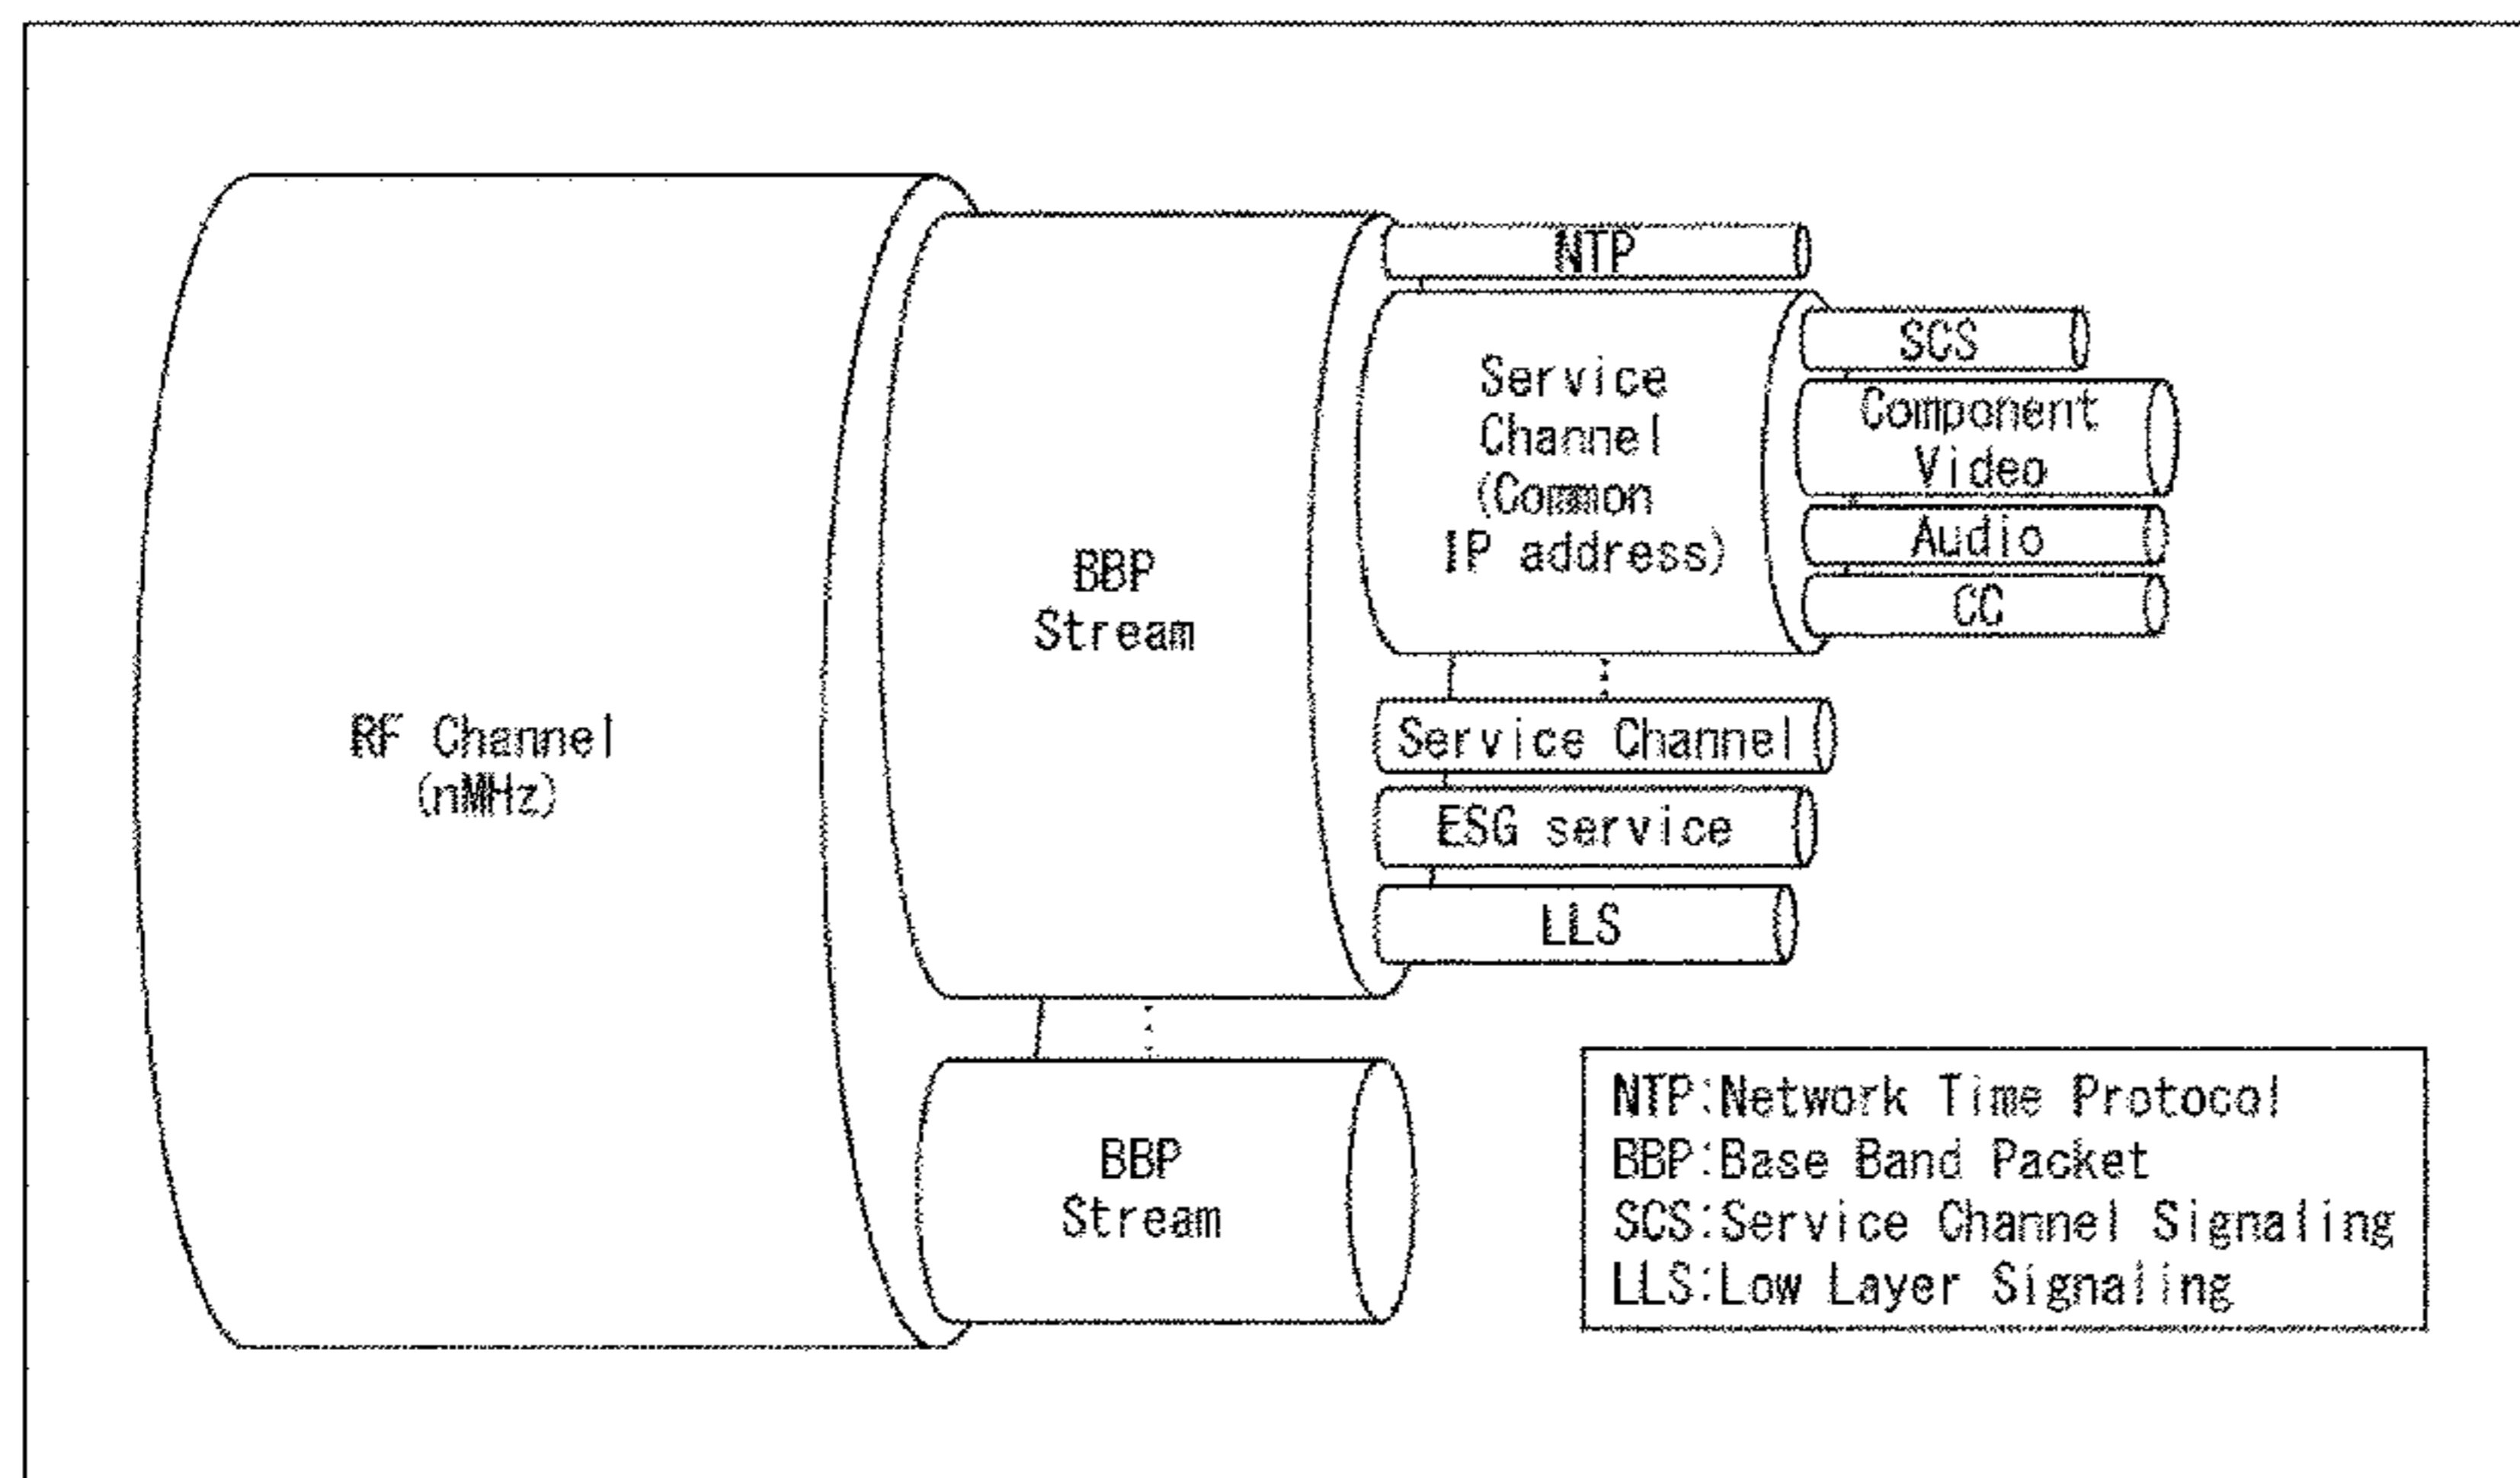 RF Channel
(nMHz)
BBP
Stream
BBP
Stream
NTP
Service
Channel
(Common
IP address)
Service Channel
ESG service
LLS
SCS
Component
Video
Audio
CC
NTP:Network Time Protocol
BBP:Base Band Packet
SCS:Service Channel Signaling
LLS:Low Layer Signaling